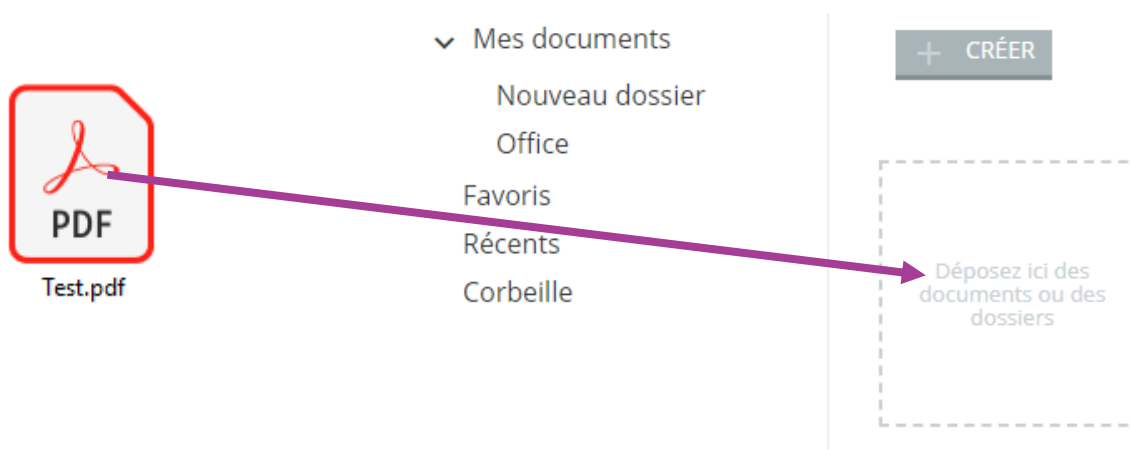 PDF
Test.pdf
Mes documents
Nouveau dossier
Office
Favoris
Récents
Corbeille
+ CRÉER
Déposez ici des
documents ou des
dossiers